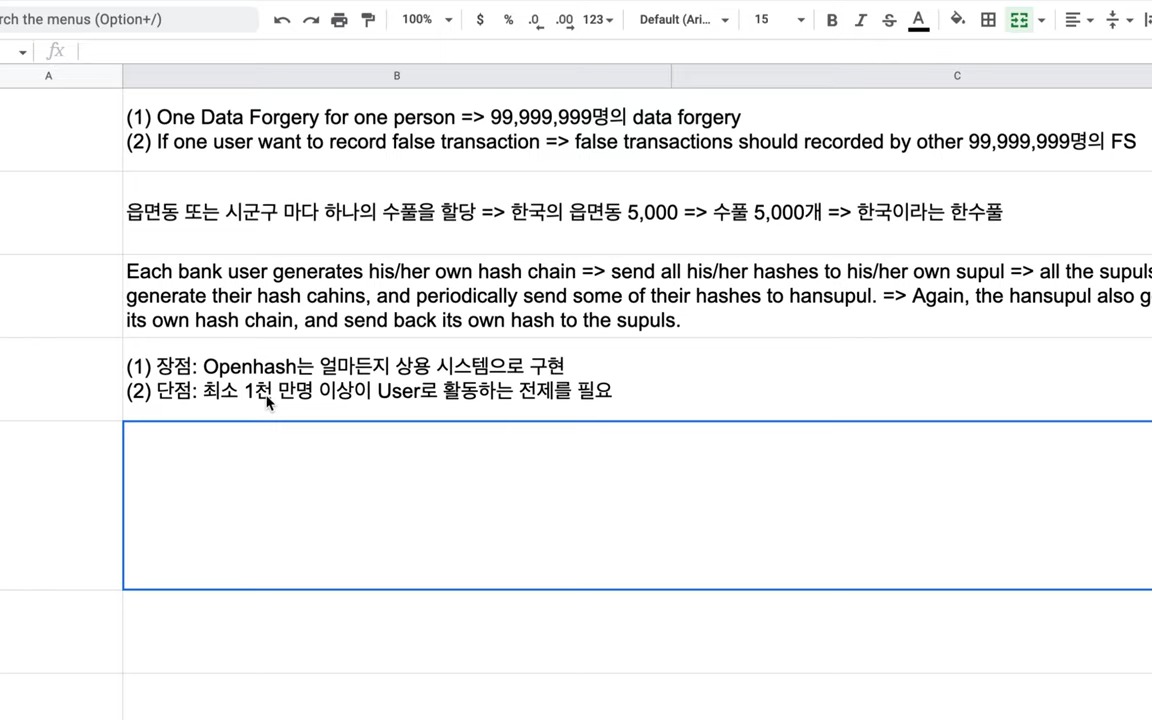 rch the menus (Option+/)
100%
$
%
.0
.00
123
Default (Ari...
15
B
I
S
A
fx
A
B
C
(1) One Data Forgery for one person => 99,999,999명의 data forgery
(2) If one user want to record false transaction => false transactions should recorded by other 99,999,999명의 FS
읍면동 또는 시군구 마다 하나의 수풀을 할당 => 한국의 읍면동 5,000 => 수풀 5,000개 => 한국이라는 한수풀
Each bank user generates his/her own hash chain => send all his/her hashes to his/her own supul => all the supuls
generate their hash cahins, and periodically send some of their hashes to hansupul. => Again, the hansupul also g
its own hash chain, and send back its own hash to the supuls.
(1) 장점: Openhash는 얼마든지 상용 시스템으로 구현
(2) 단점: 최소 1천 만명 이상이 User로 활동하는 전제를 필요